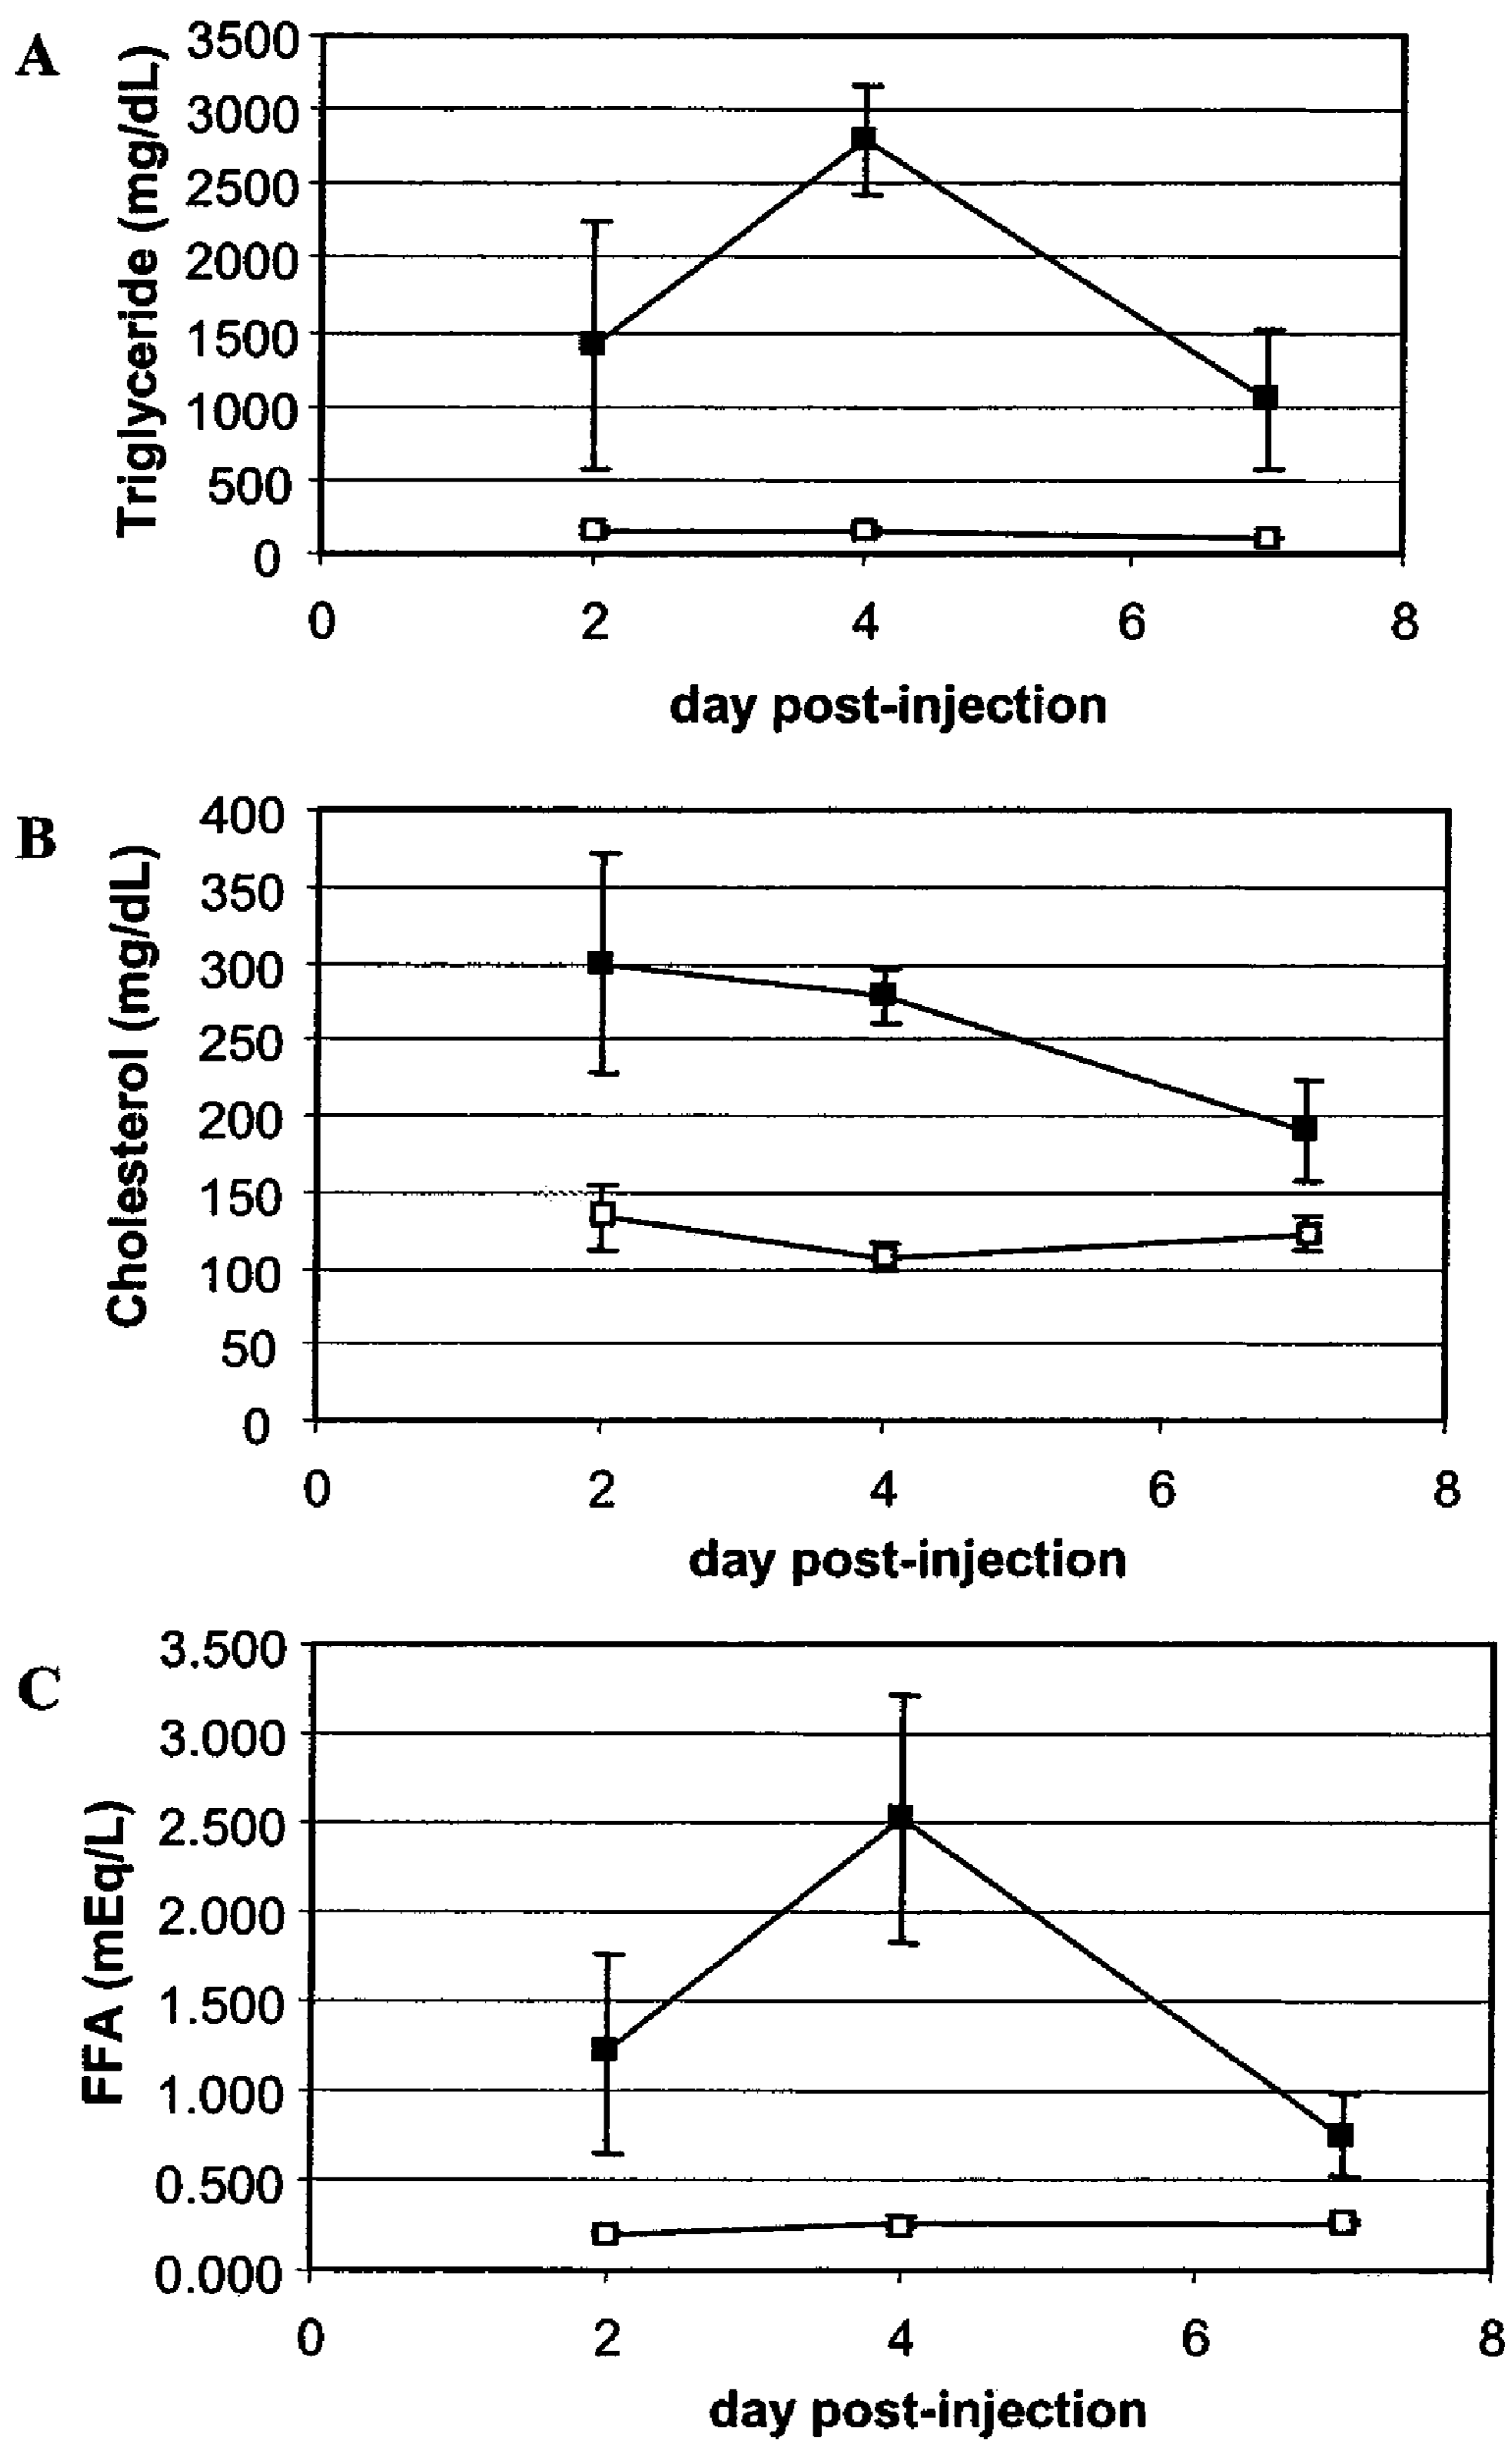 A
Triglyceride (mg/dL)
3500
3000
2500
2000
1500
1000
500
0
0 2 4 6 8
day post-injection
B
Cholesterol (mg/dL)
400
350
300
250
200
150
100
50
0
0 2 4 6 8
day post-injection
C
FFA (mEq/L)
3.500
3.000
2.500
2.000
1.500
1.000
0.500
0.000
0 2 4 6 8
day post-injection